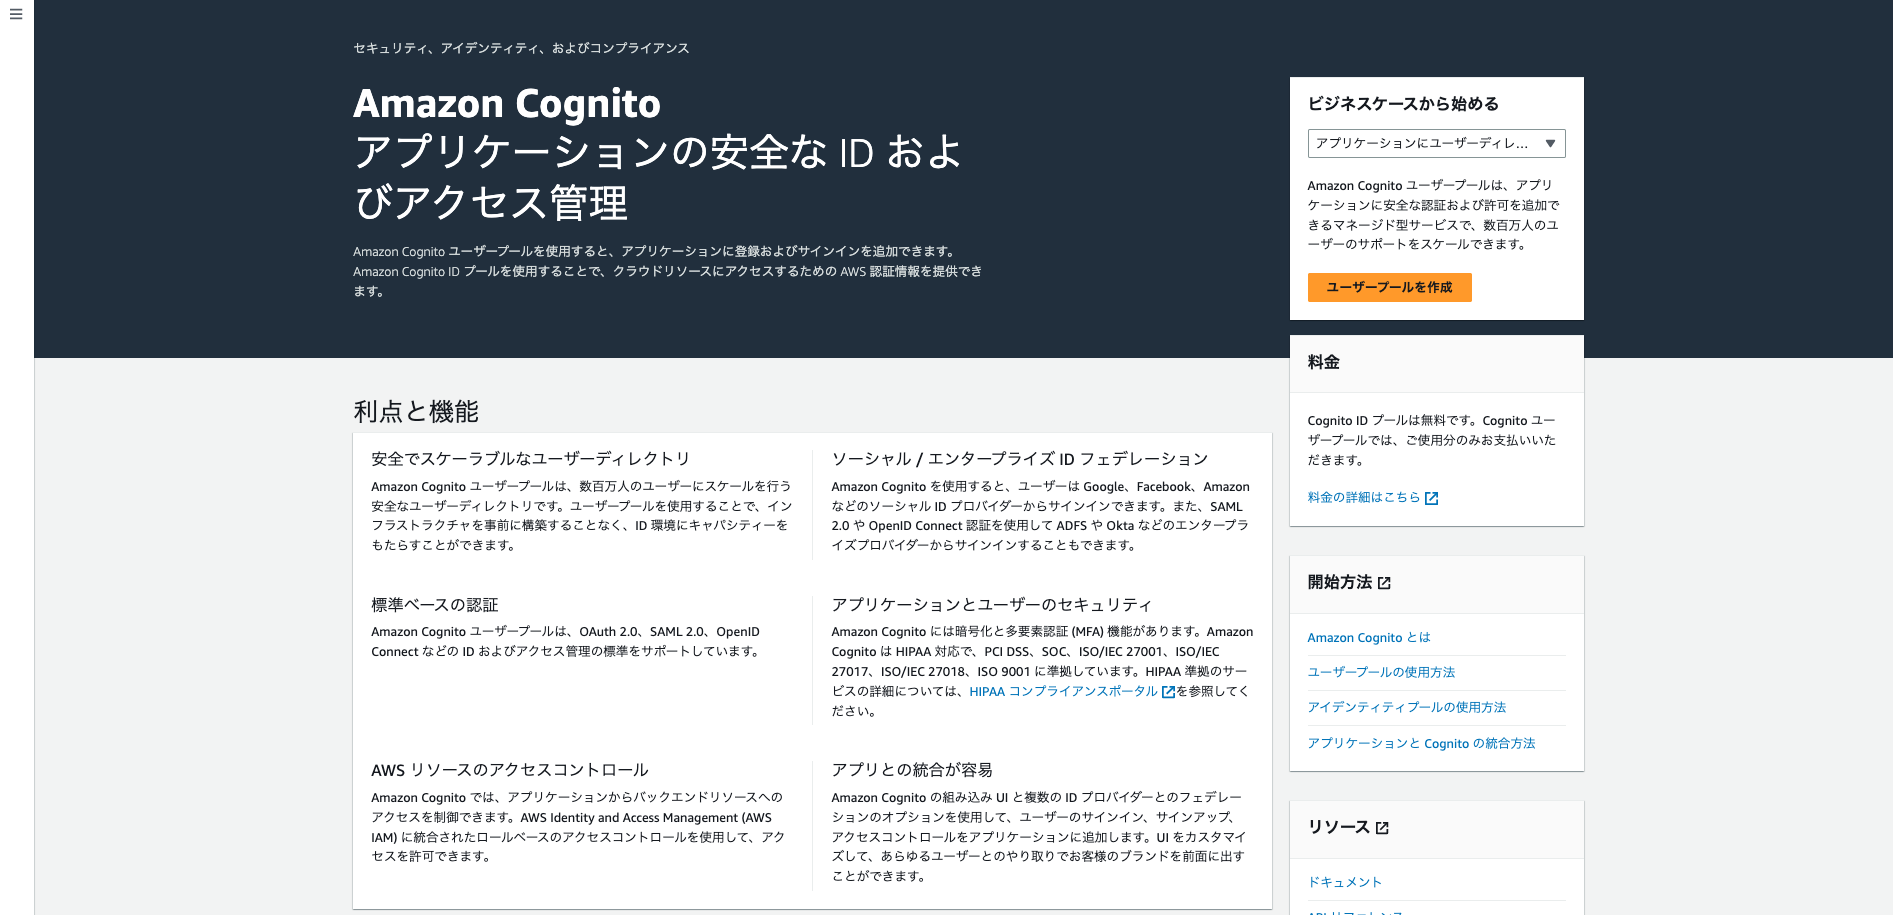 セキュリティ、アイデンティティ、およびコンプライアンス
Amazon Cognito
アプリケーションの安全な ID およ
びアクセス管理
Amazon Cognito ユーザープールを使用すると、アプリケーションに登録およびサインインを追加できます。
Amazon Cognito ID プールを使用することで、クラウドリソースにアクセスするための AWS 認証情報を提供でき
ます。
ビジネスケースから始める
アプリケーションにユーザーディレ...
Amazon Cognito ユーザープールは、アプリ
ケーションに安全な認証および許可を追加で
きるマネージド型サービスで、数百万人のユ
ーザーのサポートをスケールできます。
ユーザープールを作成
料金
Cognito ID プールは無料です。Cognito ユー
ザープールでは、ご使用分のみお支払いいた
だきます。
料金の詳細はこちら
利点と機能
安全でスケーラブルなユーザーディレクトリ
Amazon Cognito ユーザープールは、数百万人のユーザーにスケールを行う
安全なユーザーディレクトリです。ユーザープールを使用することで、イン
フラストラクチャを事前に構築することなく、ID 環境にキャパシティーを
もたらすことができます。
ソーシャル / エンタープライズ ID フェデレーション
Amazon Cognito を使用すると、ユーザーは Google、Facebook、Amazon
などのソーシャル ID プロバイダーからサインインできます。また、SAML
2.0 や OpenID Connect 認証を使用して ADFS や Okta などのエンタープラ
イズプロバイダーからサインインすることもできます。
標準ベースの認証
Amazon Cognito ユーザープールは、OAuth 2.0、SAML 2.0、OpenID
Connect などの ID およびアクセス管理の標準をサポートしています。
アプリケーションとユーザーのセキュリティ
Amazon Cognito には暗号化と多要素認証 (MFA) 機能があります。Amazon
Cognito は HIPAA 対応で、PCI DSS、SOC、ISO/IEC 27001、ISO/IEC
27017、ISO/IEC 27018、ISO 9001 に準拠しています。HIPAA 準拠のサー
ビスの詳細については、HIPAA コンプライアンスポータル を参照してく
ださい。
AWS リソースのアクセスコントロール
Amazon Cognito では、アプリケーションからバックエンドリソースへの
アクセスを制御できます。AWS Identity and Access Management (AWS
IAM) に統合されたロールベースのアクセスコントロールを使用して、アク
セスを許可できます。
アプリとの統合が容易
Amazon Cognito の組み込み UI と複数の ID プロバイダーとのフェデレー
ションのオプションを使用して、ユーザーのサインイン、サインアップ、
アクセスコントロールをアプリケーションに追加します。UI をカスタマイ
ズして、あらゆるユーザーとのやり取りでお客様のブランドを前面に出す
ことができます。
開始方法
Amazon Cognito とは
ユーザープールの使用方法
アイデンティティプールの使用方法
アプリケーションと Cognito の統合方法
リソース
ドキュメント